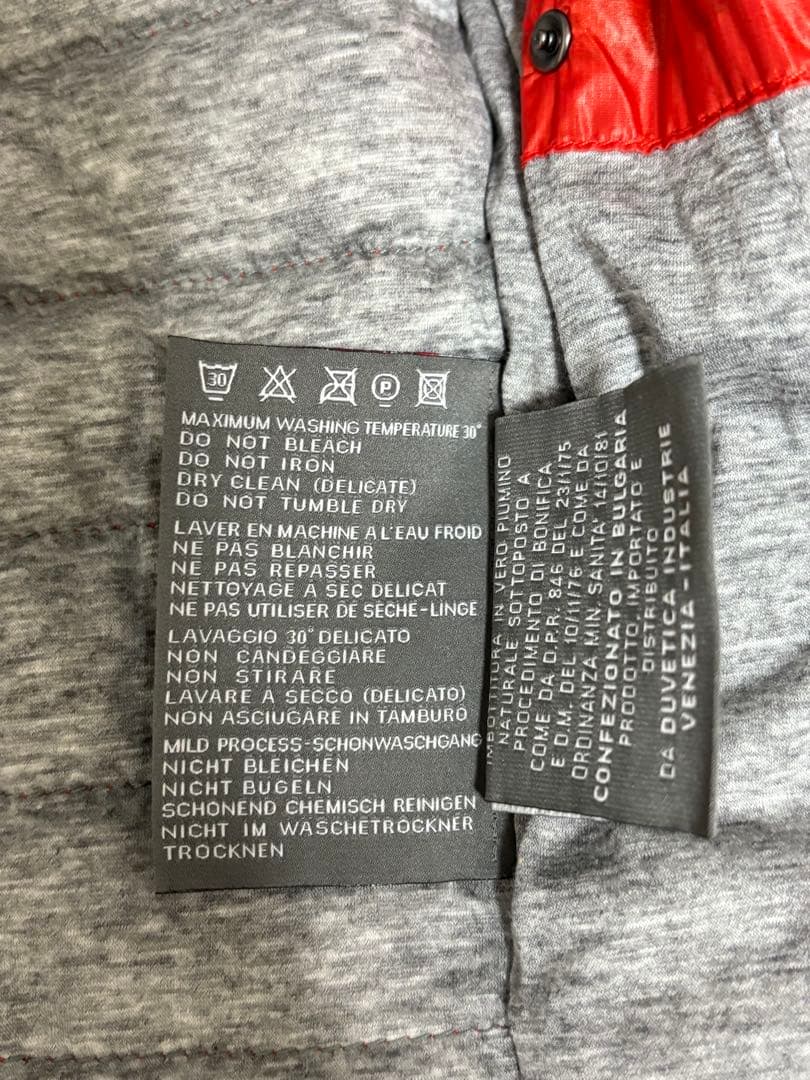 30
P
MAXIMUM WASHING TEMPERATURE 30°
DO NOT BLEACH
DO NOT IRON
DRY CLEAN (DELICATE)
DO NOT TUMBLE DRY
LAVER EN MACHINE A L'EAU FROID
NE PAS BLANCHIR
NE PAS REPASSER
NETTOYAGE A SEC DELICAT
NE PAS UTILISER DE SECHE-LINGE
LAVAGGIO 30° DELICATO
NON CANDEGGIARE
NON STIRARE
LAVARE A SECCO (DELICATO)
NON ASCIUGARE IN TAMBURO
MILD PROCESS-SCHONWASCHGANG
NICHT BLEICHEN
NICHT BUGELN
SCHONEND CHEMISCH REINIGEN
NICHT IM WASCHETROCKNER
TROCKNEN
IMBOTTITURA IN VERO PIUMINO
NATURALE SOTTOPOSTO A
PROCEDIMENTO DI BONIFICA
COME DA D.P.R. 846 DEL 23/1/75
E D.M. DEL 10/11/76 E COME DA
ORDINANZA MIN. SANITA' 14/10/81
CONFEZIONATO IN BULGARIA
PRODOTTO, IMPORTATO E
DISTRIBUITO
DA DUVETICA INDUSTRIE
VENEZIA-ITALIA